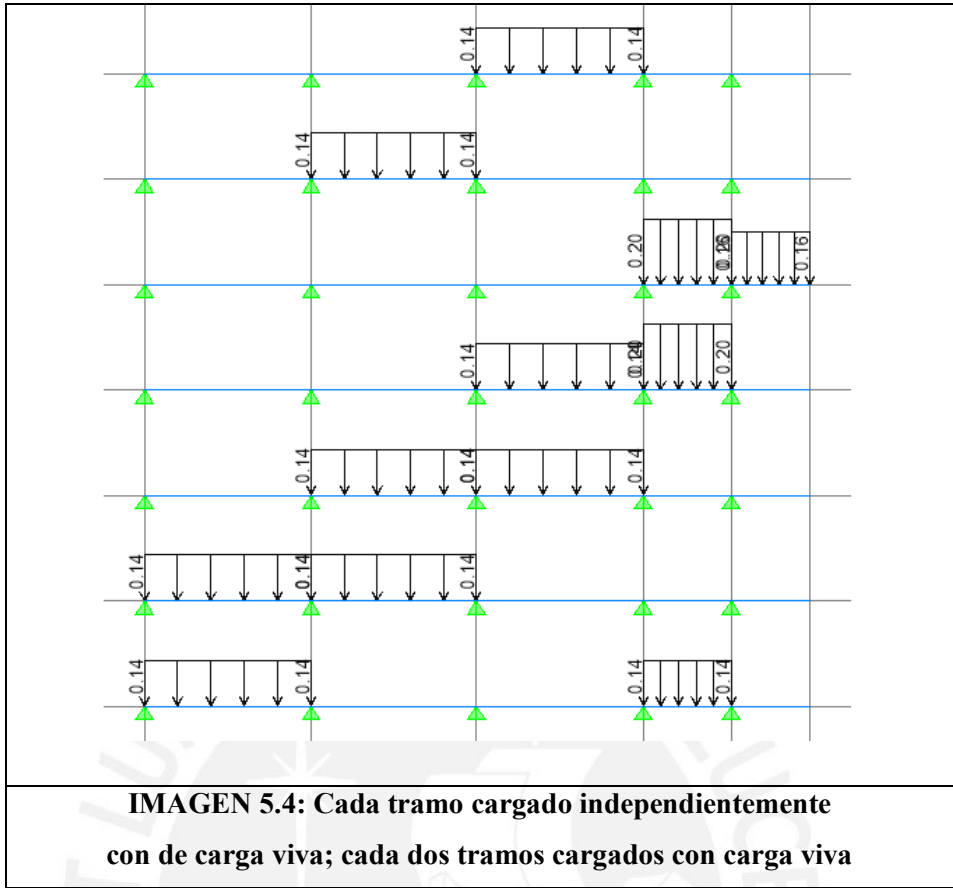 0.14 0.14
0.14 0.14
0.20 0.16 0.16
0.14 0.20 0.20
0.14 0.14 0.14
0.14 0.14 0.14
0.14 0.14 0.14 0.14
IMAGEN 5.4: Cada tramo cargado independientemente
con de carga viva; cada dos tramos cargados con carga viva